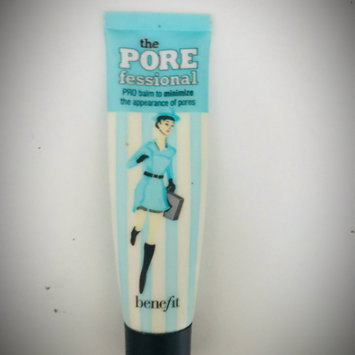 the
PORE
fessional
PRO balm to minimize
the appearance of pores
benefit